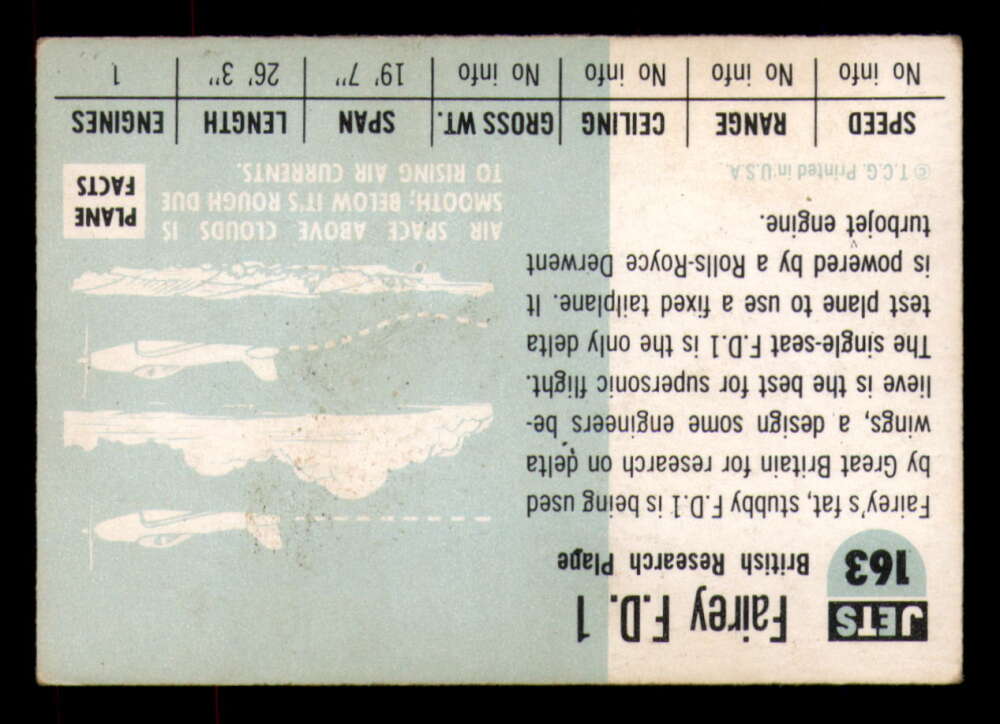 JETS
163
Fairey F.D. 1
British Research Plane
Fairey's fat, stubby F.D.1 is being used
by Great Britain for research on delta
wings, a design some engineers be-
lieve is the best for supersonic flight.
The single-seat F.D.1 is the only delta
test plane to use a fixed tailplane. It
is powered by a Rolls-Royce Derwent
turbojet engine.
© T.C.G. Printed in U.S.A
AIR SPACE ABOVE CLOUDS IS
SMOOTH; BELOW IT'S ROUGH DUE
TO RISING AIR CURRENTS.
PLANE
FACTS
SPEED RANGE CEILING GROSS WT. SPAN LENGTH ENGINES
No info No info No info No info 19' 7" 26' 3" 1